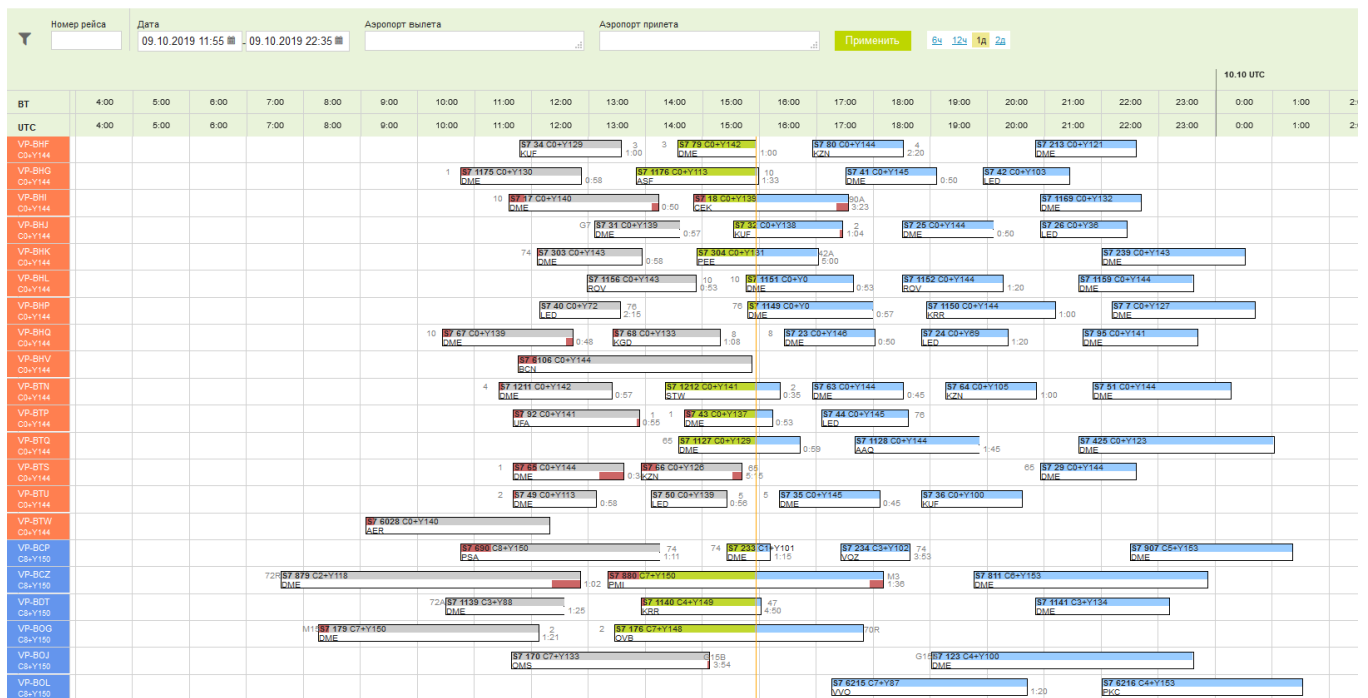 Номер рейса Дата Аэропорт вылета Аэропорт прилета
09.10.2019 11:55 - 09.10.2019 22:35 Применить 6ч 12ч 1д 2д
10.10 UTC
ВТ 4:00 5:00 6:00 7:00 8:00 9:00 10:00 11:00 12:00 13:00 14:00 15:00 16:00 17:00 18:00 19:00 20:00 21:00 22:00 23:00 0:00 1:00
UTC 4:00 5:00 6:00 7:00 8:00 9:00 10:00 11:00 12:00 13:00 14:00 15:00 16:00 17:00 18:00 19:00 20:00 21:00 22:00 23:00 0:00 1:00
VP-BHF S7 34 C0+Y129 3 3 S7 79 C0+Y142 S7 80 C0+Y144 4 S7 213 C0+Y121
C0+Y144 KUF 1:00 DME 1:00 KZN 2:20 DME
VP-BHG 1 S7 1175 C0+Y130 S7 1176 C0+Y113 10 S7 41 C0+Y145 S7 42 C0+Y103
C0+Y144 DME 0:58 ASF 1:33 DME 0:50 LED
VP-BHI 10 S7 17 C0+Y140 S7 18 C0+Y139 90A S7 1169 C0+Y132
C0+Y144 DME 0:50 CEK 3:23 DME
VP-BHJ G7 S7 31 C0+Y139 S7 32 C0+Y138 2 S7 25 C0+Y144 S7 26 C0+Y36
C0+Y144 DME 0:57 KUF 1:04 DME 0:50 LED
VP-BHK 74 S7 303 C0+Y143 S7 304 C0+Y131 42A S7 239 C0+Y143
C0+Y144 DME 0:58 PEE 5:00 DME
VP-BHL S7 1156 C0+Y143 10 10 S7 1151 C0+Y0 S7 1152 C0+Y144 S7 1159 C0+Y144
C0+Y144 ROV 0:53 DME 0:53 ROV 1:20 DME
VP-BHP S7 40 C0+Y72 76 76 S7 1149 C0+Y0 S7 1150 C0+Y144 S7 7 C0+Y127
C0+Y144 LED 2:15 DME 0:57 KRR 1:00 DME
VP-BHQ 10 S7 67 C0+Y139 S7 68 C0+Y133 8 8 S7 23 C0+Y146 S7 24 C0+Y69 S7 95 C0+Y141
C0+Y144 DME 0:48 KGD 1:08 DME 0:50 LED 1:20 DME
VP-BHV S7 6106 C0+Y144
C0+Y144 BCN
VP-BTN 4 S7 1211 C0+Y142 S7 1212 C0+Y141 2 S7 63 C0+Y144 S7 64 C0+Y105 S7 51 C0+Y144
C0+Y144 DME 0:57 STW 0:35 DME 0:45 KZN 1:00 DME
VP-BTP S7 92 C0+Y141 1 1 S7 43 C0+Y137 S7 44 C0+Y145 76
C0+Y144 UFA 0:55 DME 0:53 LED
VP-BTQ 66 S7 1127 C0+Y129 S7 1128 C0+Y144 S7 425 C0+Y123
C0+Y144 DME 0:59 AAQ 1:45 DME
VP-BTS 1 S7 65 C0+Y144 S7 66 C0+Y126 65 65 S7 29 C0+Y144
C0+Y144 DME KZN 5:15 DME
VP-BTU 2 S7 49 C0+Y113 S7 50 C0+Y139 5 5 S7 35 C0+Y145 S7 36 C0+Y100
C0+Y144 DME 0:58 LED 0:56 DME 0:45 KUF
VP-BTW S7 6028 C0+Y140
C0+Y144 AER
VP-BCP S7 690 C8+Y150 74 74 S7 233 C1+Y101 S7 234 C3+Y102 74 S7 907 C5+Y153
C8+Y150 PSA 1:11 DME 1:15 VOZ 3:53 DME
VP-BCZ 72R S7 879 C2+Y118 S7 880 C7+Y150 M3 S7 811 C6+Y153
C8+Y150 DME 1:02 PMI 1:36 DME
VP-BDT 72A S7 1139 C3+Y88 S7 1140 C4+Y149 47 S7 1141 C3+Y134
C8+Y150 DME 1:25 KRR 4:50 DME
VP-BOG S7 179 C7+Y150 2 2 S7 176 C7+Y148 70R
C8+Y150 DME 1:21 OVB
VP-BOJ S7 170 C7+Y133 G15B S7 123 C4+Y100
C8+Y150 OMS 3:54 DME
VP-BOL S7 6215 C7+Y87 S7 6216 C4+Y153
C8+Y150 VVO 1:20 PKC